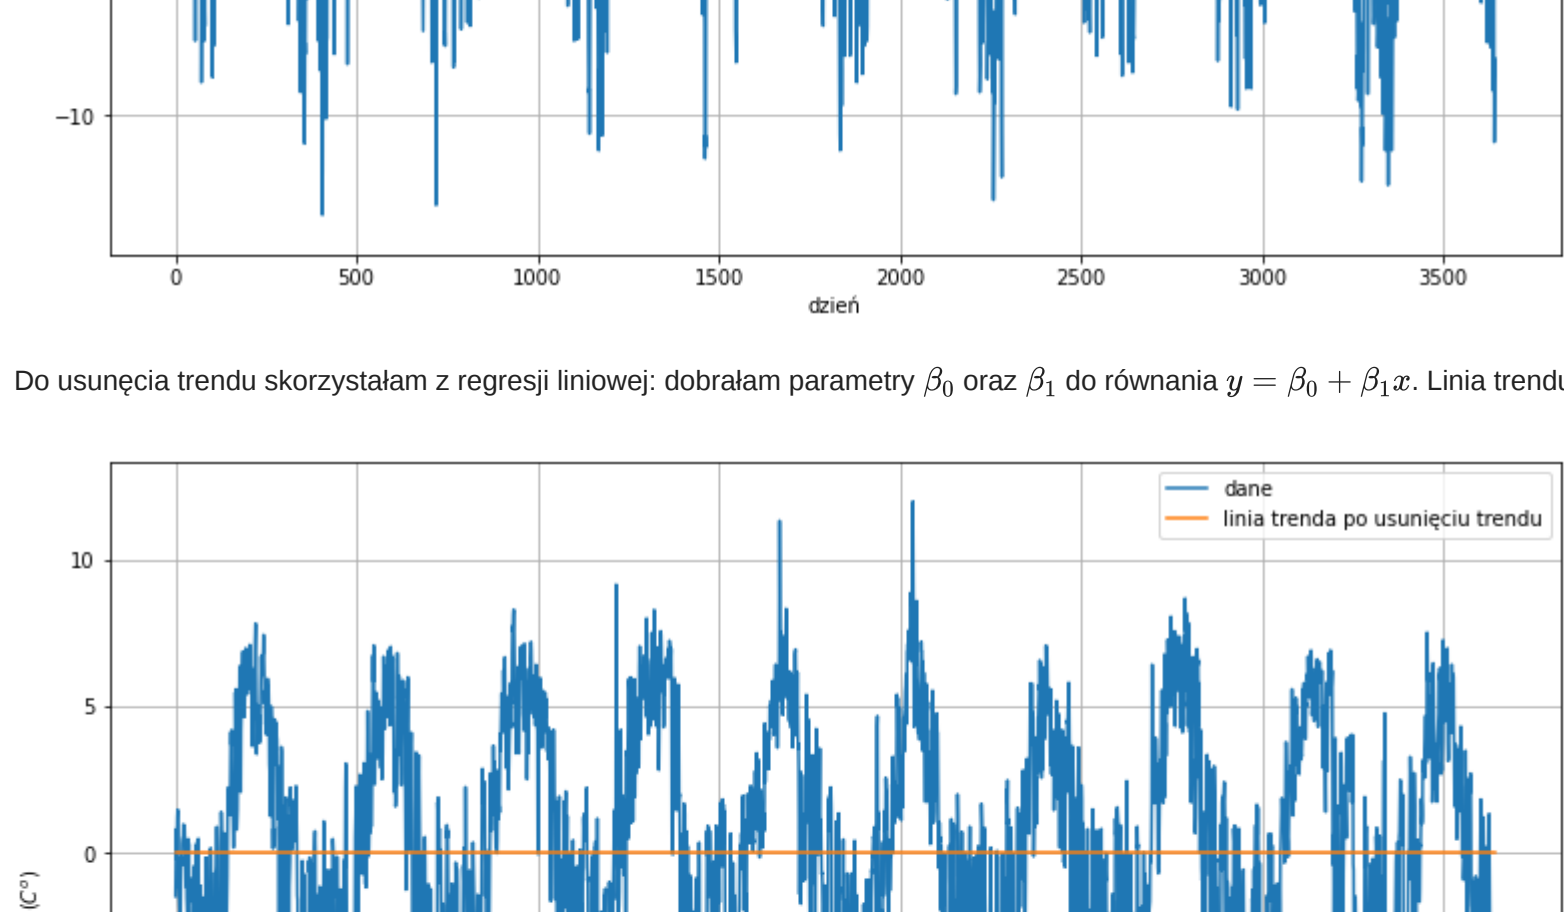 −10
0 500 1000 1500 2000 2500 3000 3500
dzień
Do usunęcia trendu skorzystałam z regresji liniowej: dobrałam parametry β₀ oraz β₁ do równania y = β₀ + β₁x. Linia trendu
dane
linia trenda po usunięciu trendu
10
5
0
(C°)